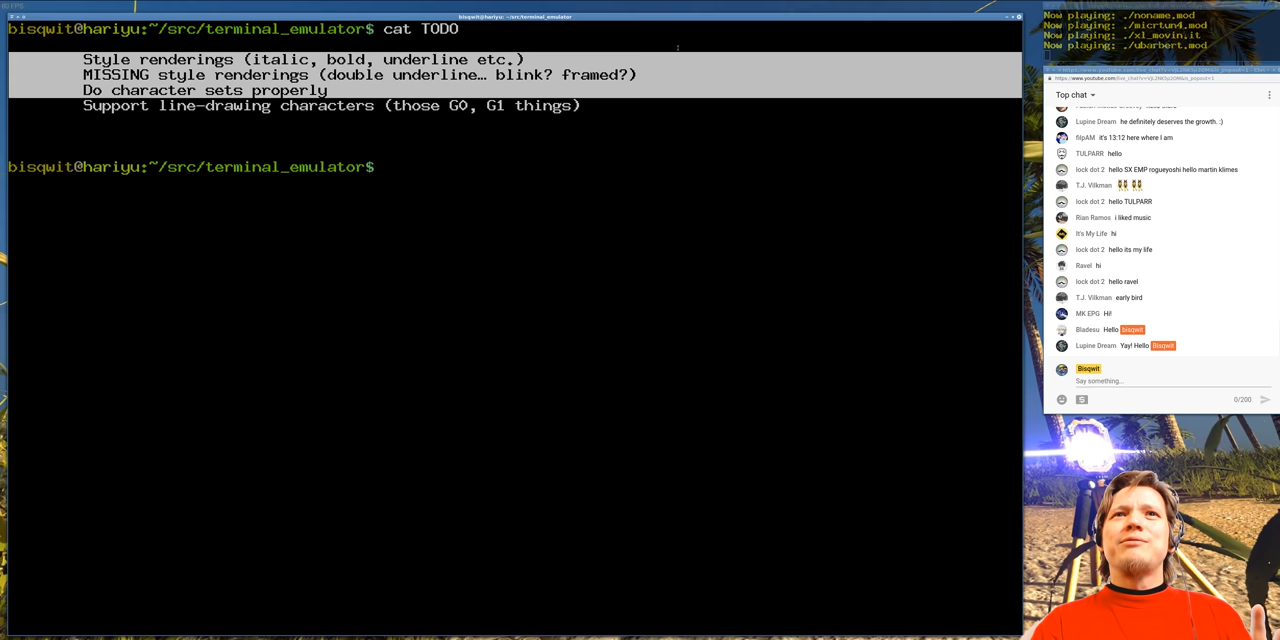 60 FPS
bisqwit@hariyu: ~/src/terminal_emulator
bisqwit@hariyu:~/src/terminal_emulator$ cat TODO
Style renderings (italic, bold, underline etc.)
MISSING style renderings (double underline… blink? framed?)
Do character sets properly
Support line-drawing characters (those G0, G1 things)
bisqwit@hariyu:~/src/terminal_emulator$
Now playing: ./noname.mod
Now playing: ./micrtun4.mod
Now playing: ./xl_movin.it
Now playing: ./ubarbert.mod
Top chat
Lupine Dream he definitely deserves the growth. :)
filpAM it's 13:12 here where I am
TULPARR hello
lock dot 2 hello SX EMP rogueyoshi hello martin klimes
T.J. Vilkman
lock dot 2 hello TULPARR
Rian Ramos i liked music
It's My Life hi
lock dot 2 hello its my life
Ravel hi
lock dot 2 hello ravel
T.J. Vilkman early bird
MK EPG Hi!
Bladesu Hello bisqwit
Lupine Dream Yay! Hello Bisqwit
Bisqwit
Say something...
0/200